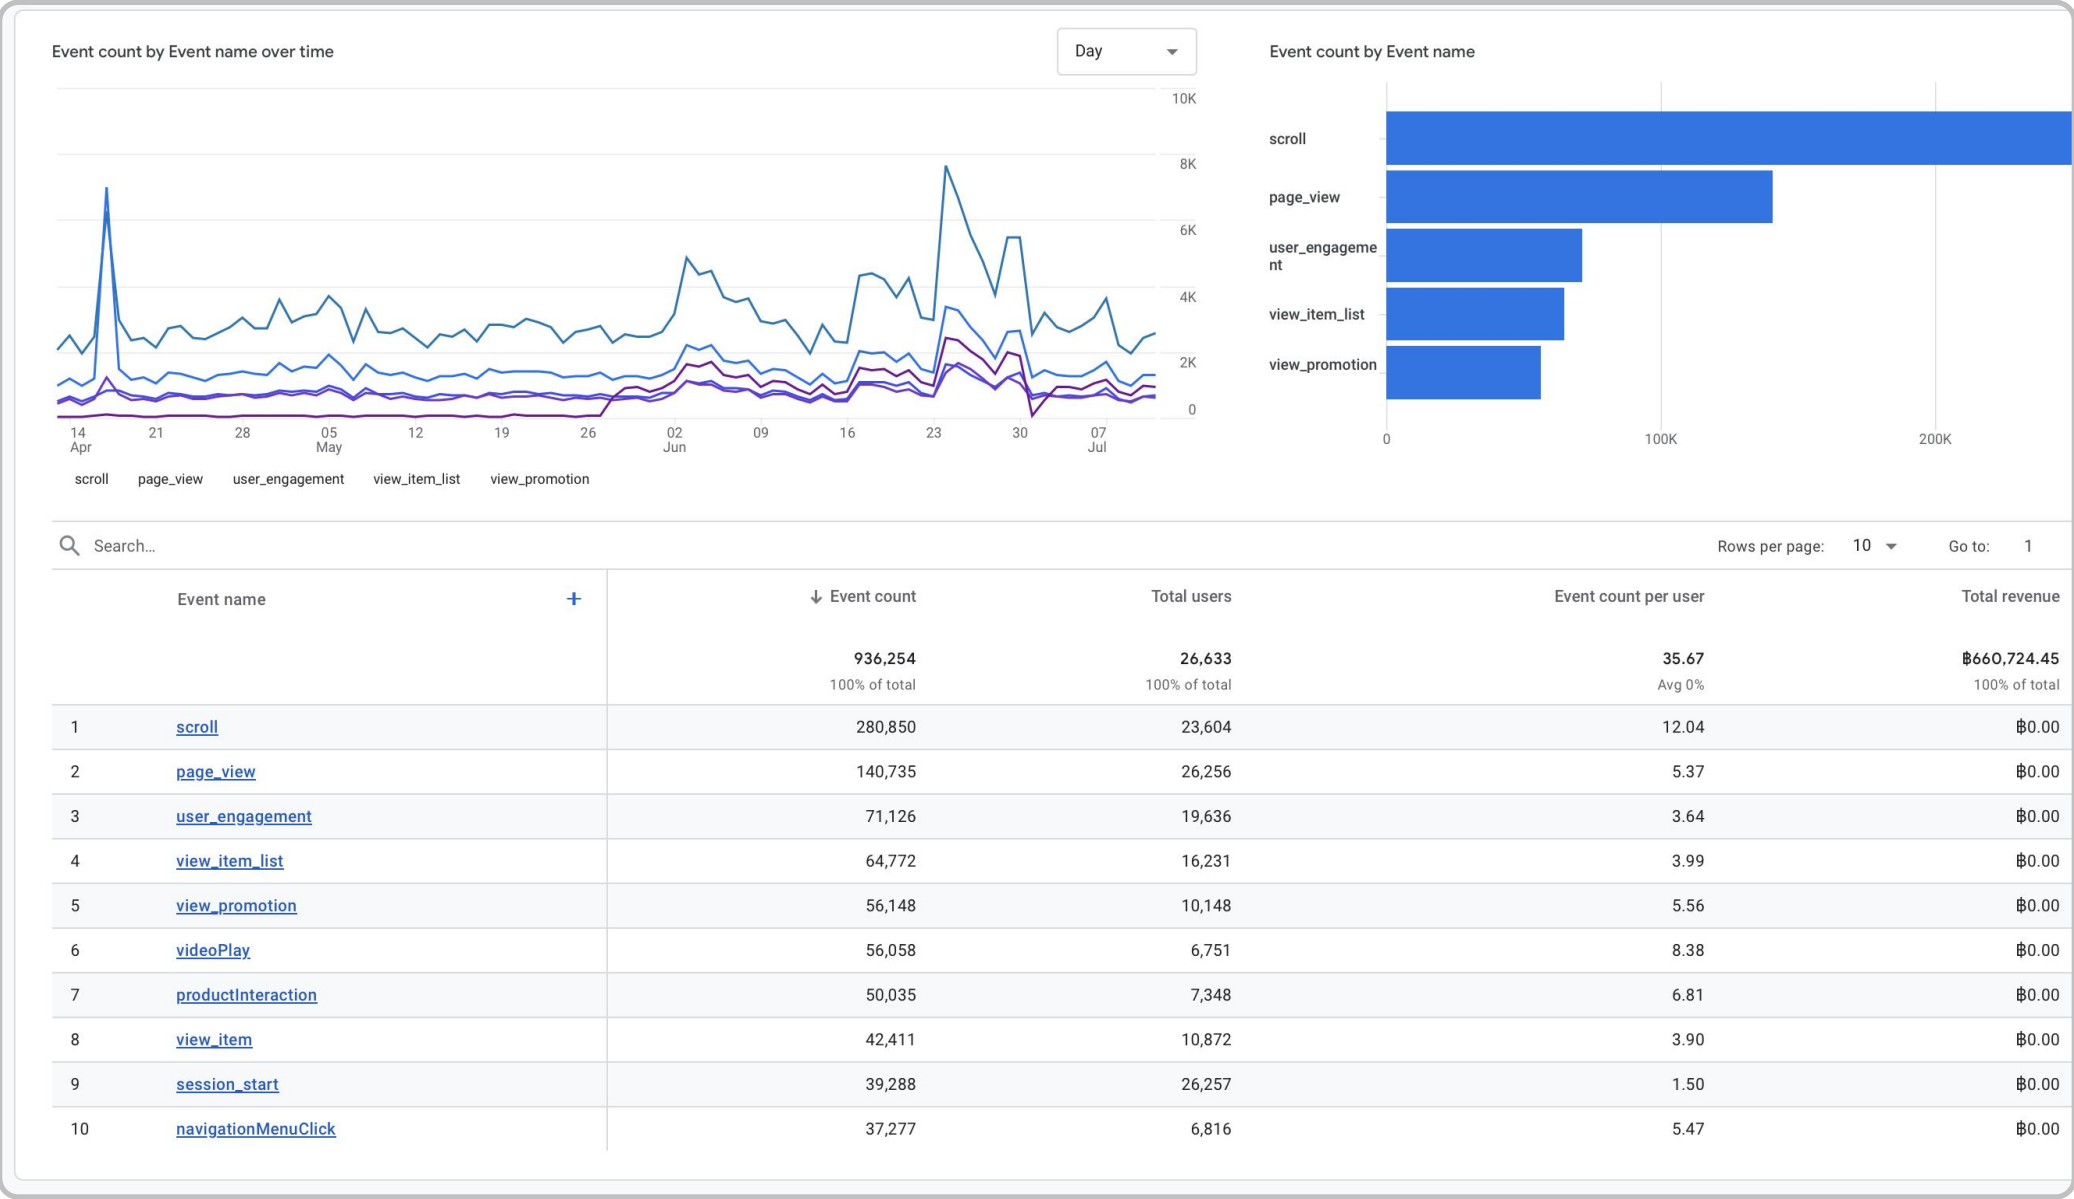 Event count by Event name over time
Day
10K
8K
6K
4K
2K
0
14 21 28 05 12 19 26 02 09 16 23 30 07
Apr May Jun Jul
scroll page_view user_engagement view_item_list view_promotion
Event count by Event name
scroll
page_view
user_engageme
nt
view_item_list
view_promotion
0 100K 200K
Search...
Rows per page: 10 Go to: 1
Event name + ↓ Event count Total users Event count per user Total revenue
936,254 26,633 35.67 ฿660,724.45
100% of total 100% of total Avg 0% 100% of total
1 scroll 280,850 23,604 12.04 ฿0.00
2 page_view 140,735 26,256 5.37 ฿0.00
3 user_engagement 71,126 19,636 3.64 ฿0.00
4 view_item_list 64,772 16,231 3.99 ฿0.00
5 view_promotion 56,148 10,148 5.56 ฿0.00
6 videoPlay 56,058 6,751 8.38 ฿0.00
7 productInteraction 50,035 7,348 6.81 ฿0.00
8 view_item 42,411 10,872 3.90 ฿0.00
9 session_start 39,288 26,257 1.50 ฿0.00
10 navigationMenuClick 37,277 6,816 5.47 ฿0.00